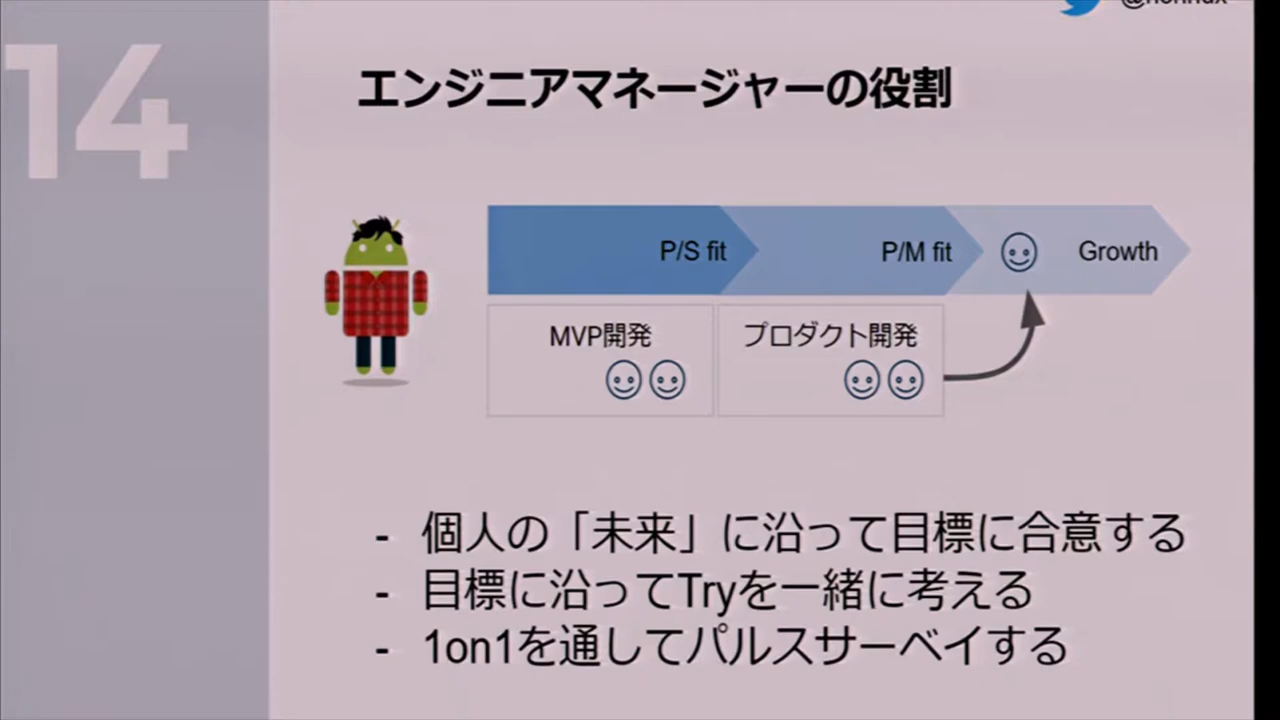 14
エンジニアマネージャーの役割
P/S fit
P/M fit
Growth
MVP開発
プロダクト開発
- 個人の「未来」に沿って目標に合意する
- 目標に沿ってTryを一緒に考える
- 1on1を通してパルスサーベイする